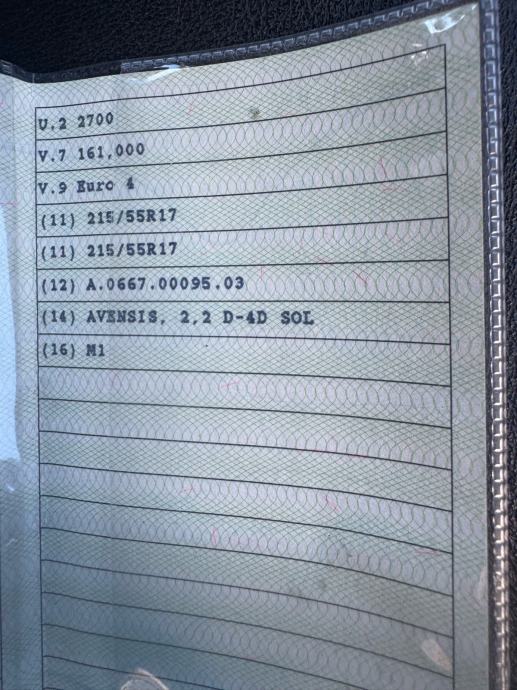 U.2 2700
V.7 161,000
V.9 Euro 4
(11) 215/55R17
(11) 215/55R17
(12) A.0667.00095.03
(14) AVENSIS, 2,2 D-4D SOL
(16) M1